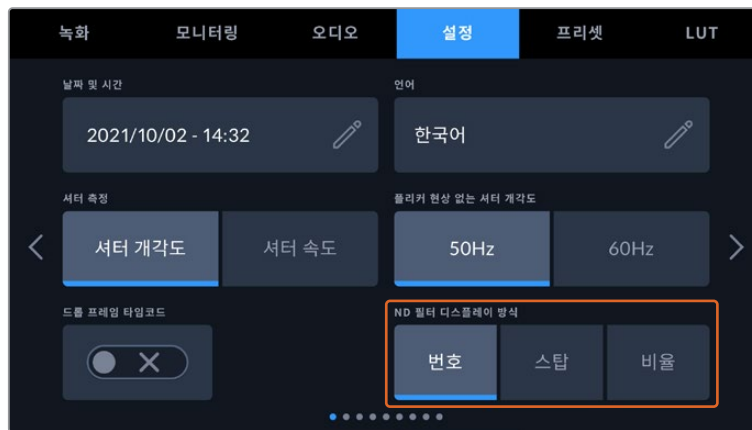 녹화 모니터링 오디오 설정 프리셋 LUT
날짜 및 시간 언어
2021/10/02 - 14:32 한국어
셔터 측정 플리커 현상 없는 셔터 개각도
셔터 개각도 셔터 속도 50Hz 60Hz
드롭 프레임 타임코드 ND 필터 디스플레이 방식
번호 스탑 비율